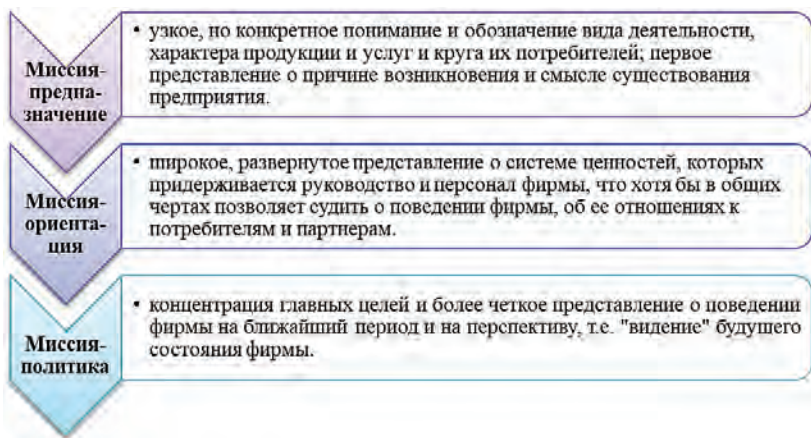 Миссия-
предна-
значение
• узкое, но конкретное понимание и обозначение вида деятельности,
характера продукции и услуг и круга их потребителей; первое
представление о причине возникновения и смысле существования
предприятия.
Миссия-
ориента-
ция
• широкое, развернутое представление о системе ценностей, которых
придерживается руководство и персонал фирмы, что хотя бы в общих
чертах позволяет судить о поведении фирмы, об ее отношениях к
потребителям и партнерам.
Миссия-
политика
• концентрация главных целей и более четкое представление о поведении
фирмы на ближайший период и на перспективу, т.е. "видение" будущего
состояния фирмы.